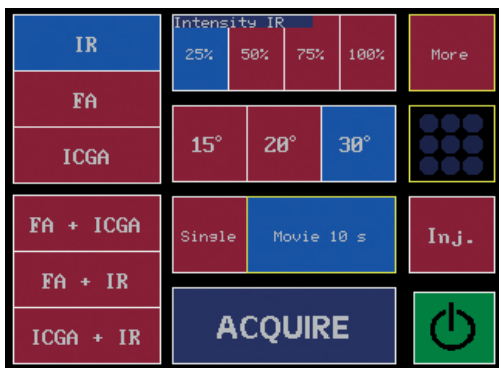 IR
FA
ICGA
FA + ICGA
FA + IR
ICGA + IR
Intensity IR
25% 50% 75% 100%
15° 20° 30°
Single Movie 10 s
ACQUIRE
More
Inj.